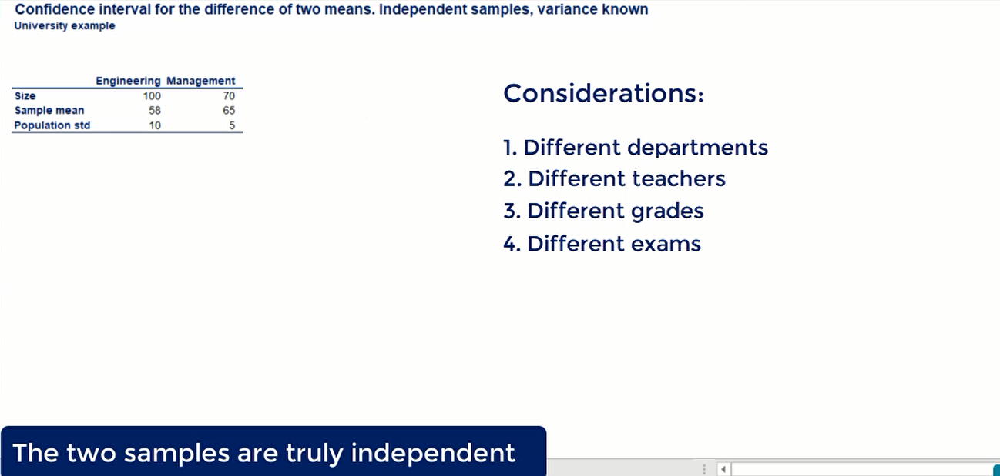 Confidence interval for the difference of two means. Independent samples, variance known
University example
Engineering Management
Size 100 70
Sample mean 58 65
Population std 10 5
Considerations:
1. Different departments
2. Different teachers
3. Different grades
4. Different exams
The two samples are truly independent